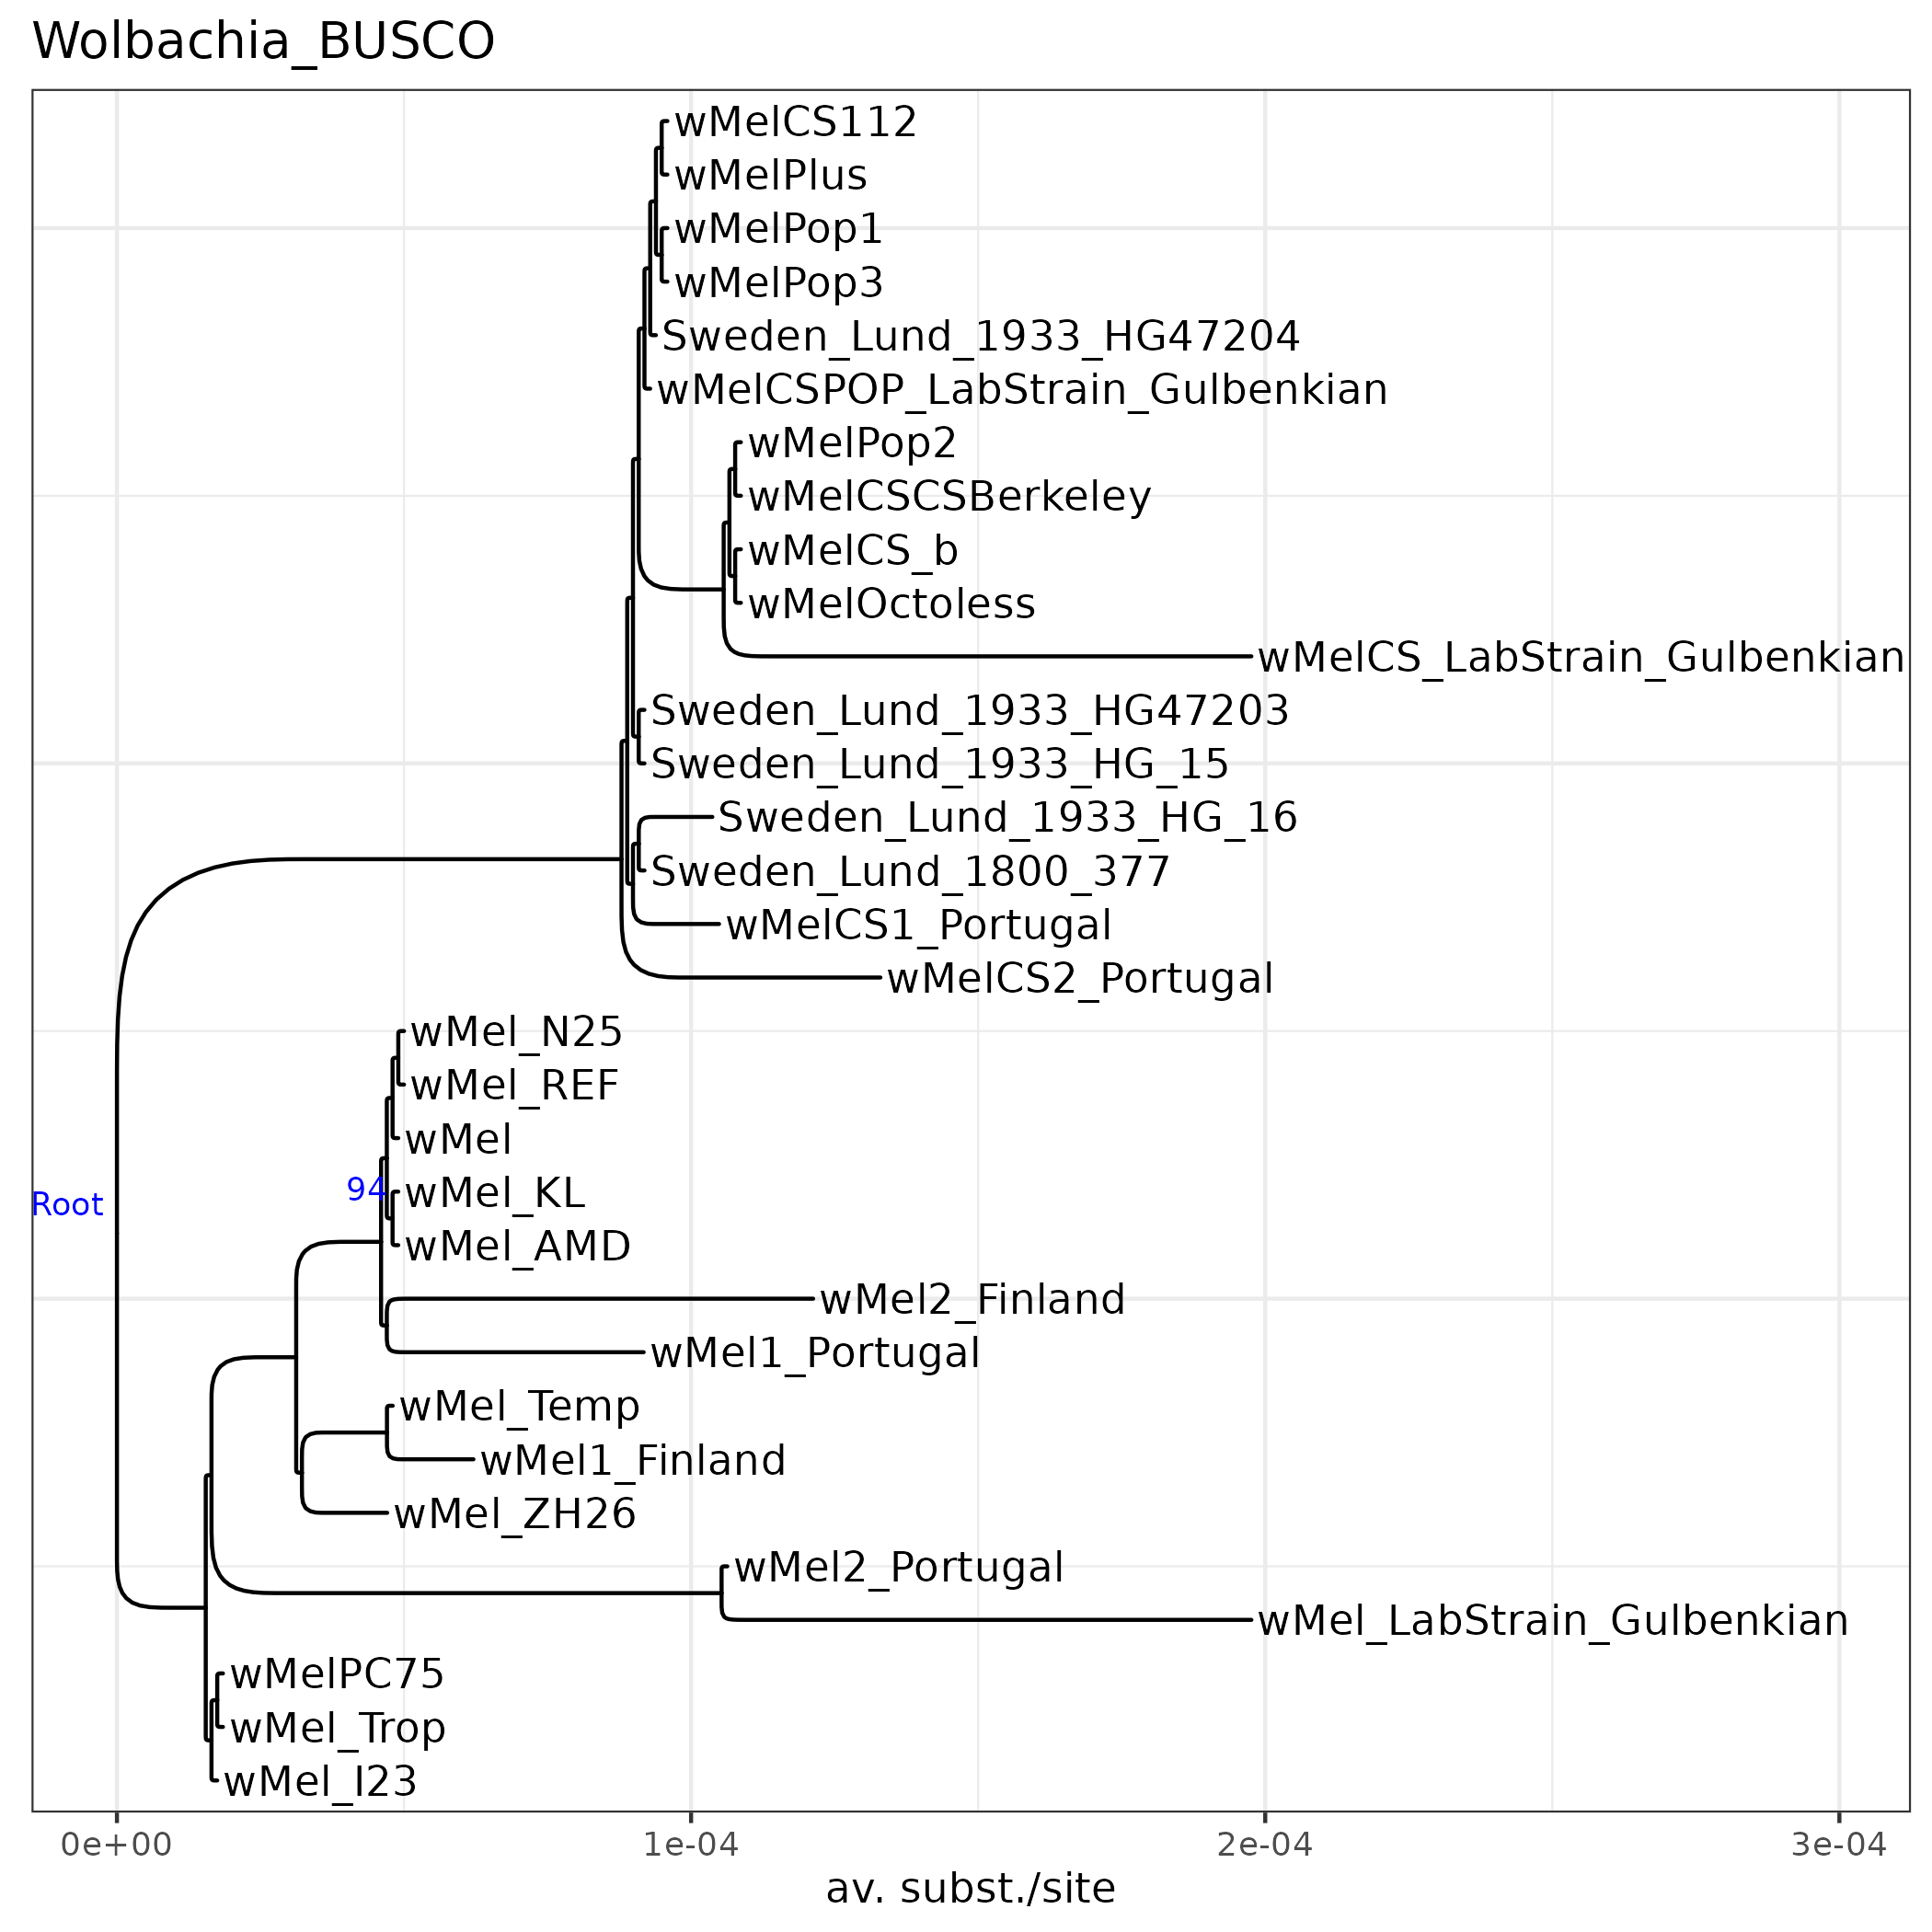 Wolbachia_BUSCO
wMelCS112
wMelPlus
wMelPop1
wMelPop3
Sweden_Lund_1933_HG47204
wMelCSPOP_LabStrain_Gulbenkian
wMelPop2
wMelCSCSBerkeley
wMelCS_b
wMelOctoless
wMelCS_LabStrain_Gulbenkian
Sweden_Lund_1933_HG47203
Sweden_Lund_1933_HG_15
Sweden_Lund_1933_HG_16
Sweden_Lund_1800_377
wMelCS1_Portugal
wMelCS2_Portugal
wMel_N25
wMel_REF
wMel
94
wMel_KL
Root
wMel_AMD
wMel2_Finland
wMel1_Portugal
wMel_Temp
wMel1_Finland
wMel_ZH26
wMel2_Portugal
wMel_LabStrain_Gulbenkian
wMelPC75
wMel_Trop
wMel_I23
0e+00 1e-04 2e-04 3e-04
av. subst./site